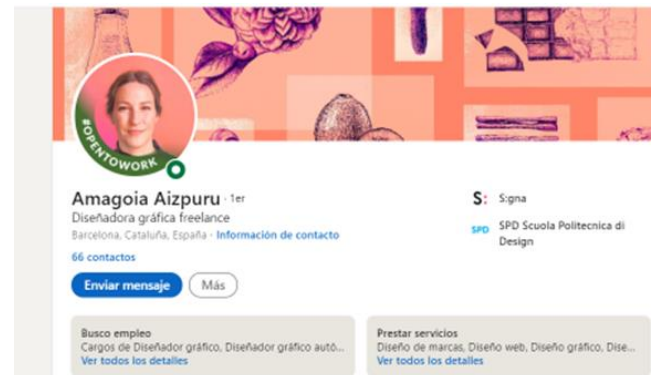 #OPENTOWORK
Amagoia Aizpuru · 1er
Diseñadora gráfica freelance
Barcelona, Cataluña, España · Información de contacto
66 contactos
Enviar mensaje
Más
S: S:gna
SPD SPD Scuola Politecnica di
Design
Busco empleo
Cargos de Diseñador gráfico, Diseñador gráfico autó...
Ver todos los detalles
Prestar servicios
Diseño de marcas, Diseño web, Diseño gráfico, Dise...
Ver todos los detalles